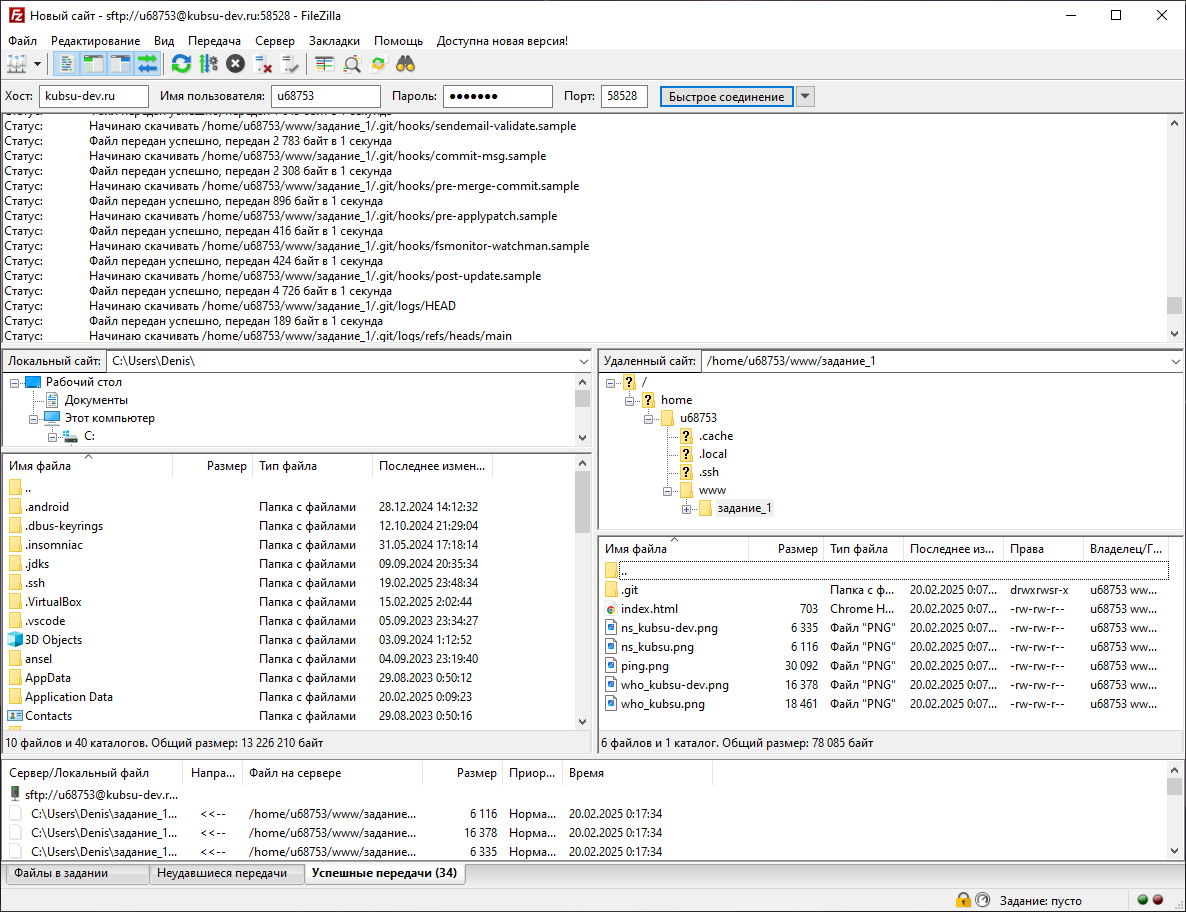 Новый сайт - sftp://u68753@kubsu-dev.ru:58528 - FileZilla
Файл Редактирование Вид Передача Сервер Закладки Помощь Доступна новая версия!
Хост: kubsu-dev.ru Имя пользователя: u68753 Пароль: ●●●●●●● Порт: 58528 Быстрое соединение
Статус: Начинаю скачивать /home/u68753/www/задание_1/.git/hooks/sendemail-validate.sample
Статус: Файл передан успешно, передан 2 783 байт в 1 секунда
Статус: Начинаю скачивать /home/u68753/www/задание_1/.git/hooks/commit-msg.sample
Статус: Файл передан успешно, передан 2 308 байт в 1 секунда
Статус: Начинаю скачивать /home/u68753/www/задание_1/.git/hooks/pre-merge-commit.sample
Статус: Файл передан успешно, передан 896 байт в 1 секунда
Статус: Начинаю скачивать /home/u68753/www/задание_1/.git/hooks/pre-applypatch.sample
Статус: Файл передан успешно, передан 416 байт в 1 секунда
Статус: Начинаю скачивать /home/u68753/www/задание_1/.git/hooks/fsmonitor-watchman.sample
Статус: Файл передан успешно, передан 424 байт в 1 секунда
Статус: Начинаю скачивать /home/u68753/www/задание_1/.git/hooks/post-update.sample
Статус: Файл передан успешно, передан 4 726 байт в 1 секунда
Статус: Начинаю скачивать /home/u68753/www/задание_1/.git/logs/HEAD
Статус: Файл передан успешно, передан 189 байт в 1 секунда
Статус: Начинаю скачивать /home/u68753/www/задание_1/.git/logs/refs/heads/main
Локальный сайт: C:\Users\Denis\
Рабочий стол
Документы
Этот компьютер
C:
Имя файла Размер Тип файла Последнее измен...
..
.android Папка с файлами 28.12.2024 14:12:32
.dbus-keyrings Папка с файлами 12.10.2024 21:29:04
.insomniac Папка с файлами 31.05.2024 17:18:14
.jdks Папка с файлами 09.09.2024 20:35:34
.ssh Папка с файлами 19.02.2025 23:48:34
.VirtualBox Папка с файлами 15.02.2025 2:02:44
.vscode Папка с файлами 05.09.2023 23:34:27
3D Objects Папка с файлами 03.09.2024 1:12:52
ansel Папка с файлами 04.09.2023 23:19:40
AppData Папка с файлами 29.08.2023 0:50:12
Application Data Папка с файлами 20.02.2025 0:09:23
Contacts Папка с файлами 29.08.2023 0:50:16
10 файлов и 40 каталогов. Общий размер: 13 226 210 байт
Удаленный сайт: /home/u68753/www/задание_1
/
home
u68753
.cache
.local
.ssh
www
задание_1
Имя файла Размер Тип файла Последнее из... Права Владелец/Г...
..
.git Папка с ф... 20.02.2025 0:07... drwxrwsr-x u68753 ww...
index.html 703 Chrome H... 20.02.2025 0:07... -rw-rw-r-- u68753 ww...
ns_kubsu-dev.png 6 335 Файл "PNG" 20.02.2025 0:07... -rw-rw-r-- u68753 ww...
ns_kubsu.png 6 116 Файл "PNG" 20.02.2025 0:07... -rw-rw-r-- u68753 ww...
ping.png 30 092 Файл "PNG" 20.02.2025 0:07... -rw-rw-r-- u68753 ww...
who_kubsu-dev.png 16 378 Файл "PNG" 20.02.2025 0:07... -rw-rw-r-- u68753 ww...
who_kubsu.png 18 461 Файл "PNG" 20.02.2025 0:07... -rw-rw-r-- u68753 ww...
6 файлов и 1 каталог. Общий размер: 78 085 байт
Сервер/Локальный файл Напра... Файл на сервере Размер Приор... Время
sftp://u68753@kubsu-dev.r...
C:\Users\Denis\задание_1... <<-- /home/u68753/www/задание... 6 116 Норма... 20.02.2025 0:17:34
C:\Users\Denis\задание_1... <<-- /home/u68753/www/задание... 16 378 Норма... 20.02.2025 0:17:34
C:\Users\Denis\задание_1... <<-- /home/u68753/www/задание... 6 335 Норма... 20.02.2025 0:17:34
Файлы в задании Неудавшиеся передачи Успешные передачи (34)
Задание: пусто